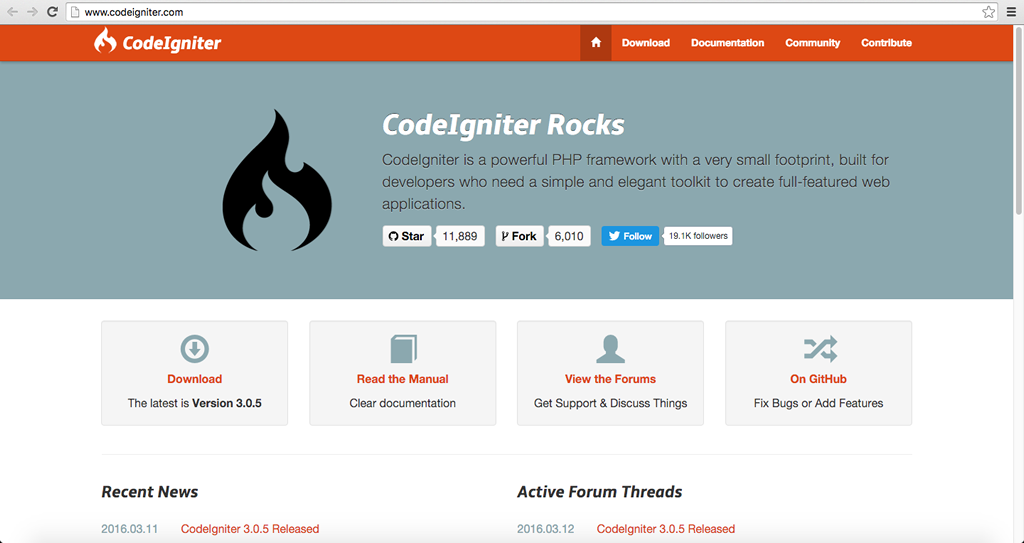 www.codeigniter.com
CodeIgniter
Download Documentation Community Contribute
CodeIgniter Rocks
CodeIgniter is a powerful PHP framework with a very small footprint, built for
developers who need a simple and elegant toolkit to create full-featured web
applications.
Star 11,889 Fork 6,010 Follow 19.1K followers
Download
The latest is Version 3.0.5
Read the Manual
Clear documentation
View the Forums
Get Support & Discuss Things
On GitHub
Fix Bugs or Add Features
Recent News
2016.03.11 CodeIgniter 3.0.5 Released
Active Forum Threads
2016.03.12 CodeIgniter 3.0.5 Released